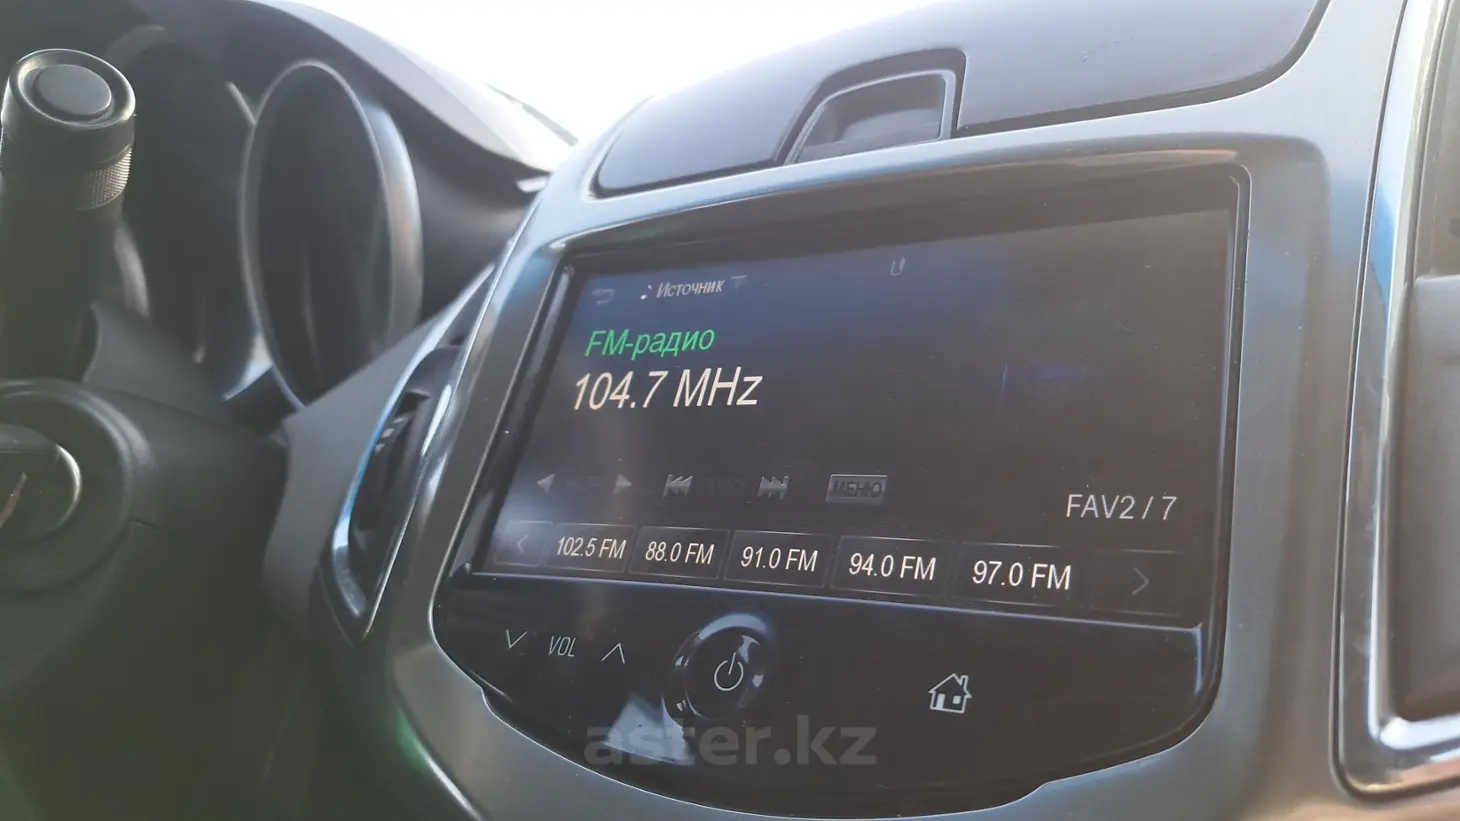 Источник
FM-радио
104.7 MHz
МЕНЮ
FAV2 / 7
102.5 FM 88.0 FM 91.0 FM 94.0 FM 97.0 FM
VOL
aster.kz